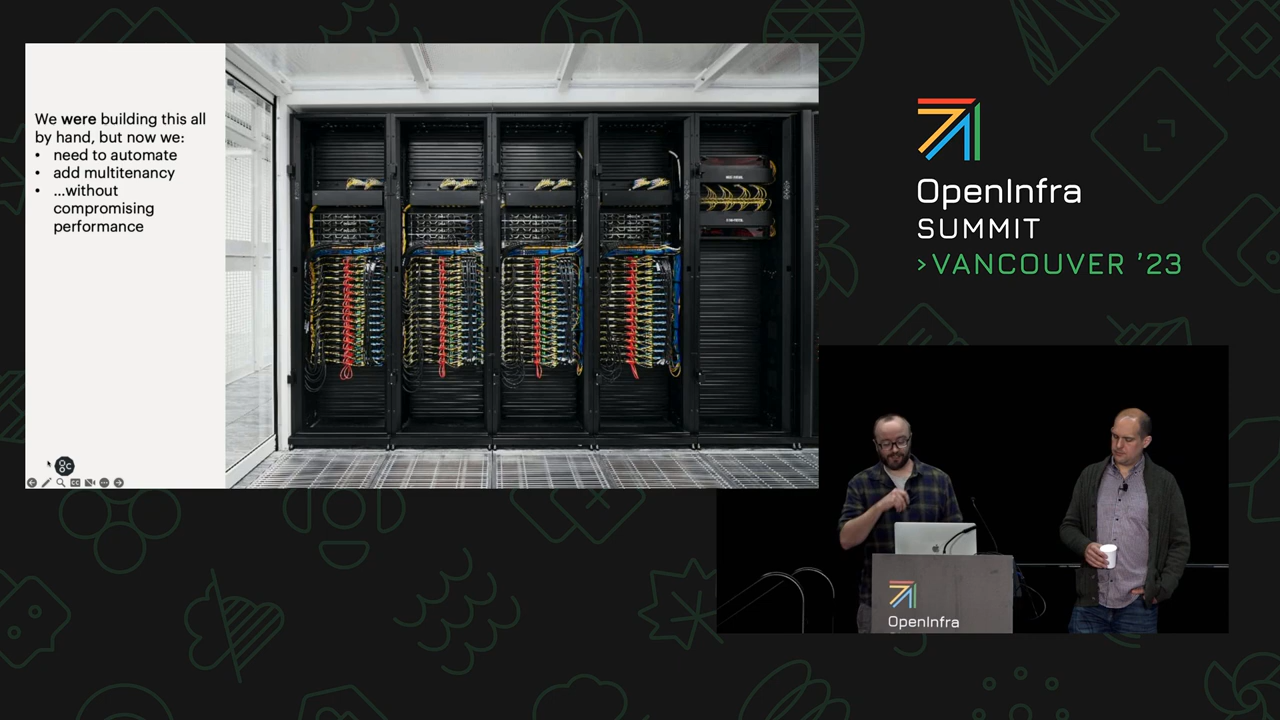 We were building this all
by hand, but now we:
• need to automate
• add multitenancy
• ...without
compromising
performance
OpenInfra
SUMMIT
>VANCOUVER '23
OpenInfra